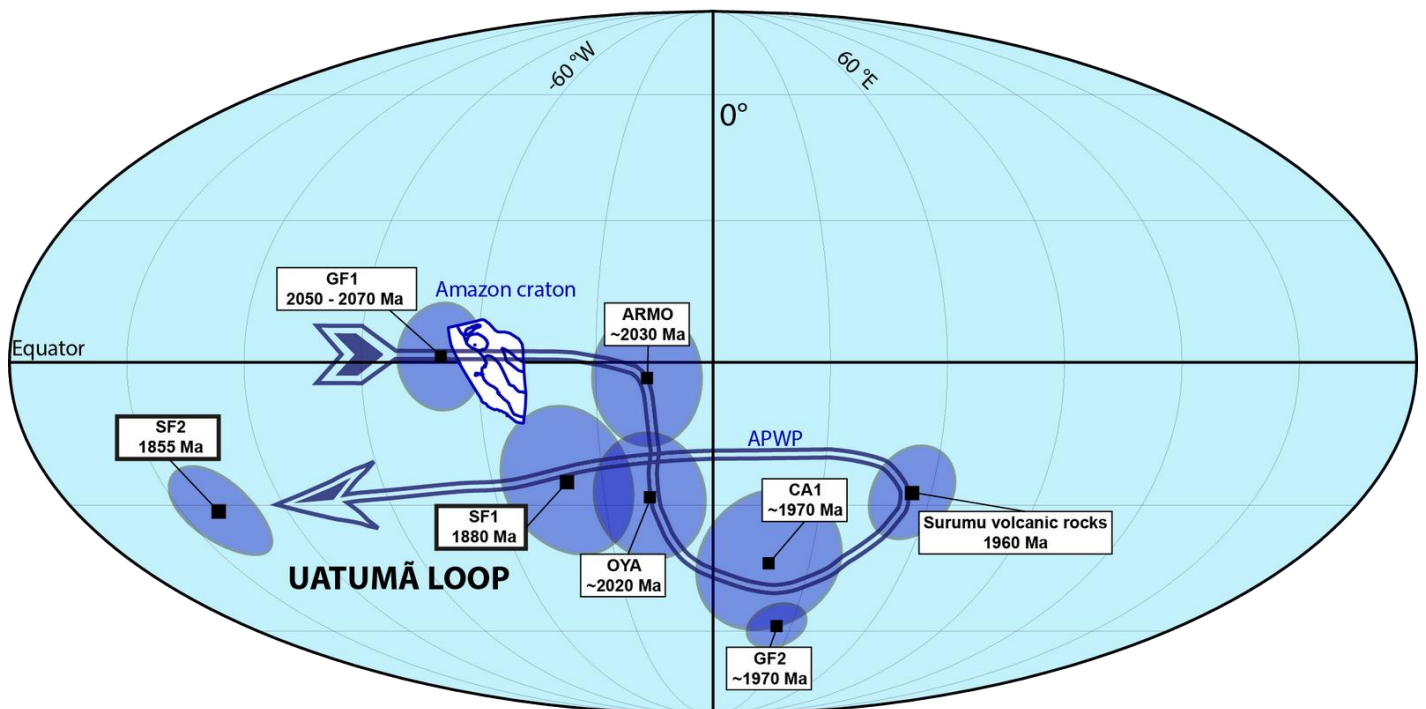 -60 °W
60 °E
0°
GF1
2050 - 2070 Ma
Amazon craton
ARMO
~2030 Ma
Equator
SF2
1855 Ma
APWP
CA1
~1970 Ma
SF1
1880 Ma
Surumu volcanic rocks
1960 Ma
OYA
~2020 Ma
UATUMÃ LOOP
GF2
~1970 Ma